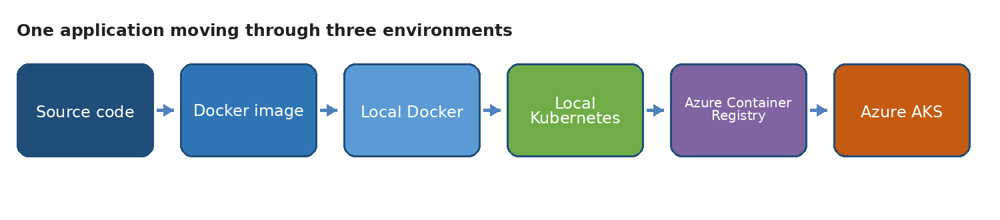 One application moving through three environments
Source code
Docker image
Local Docker
Local
Kubernetes
Azure Container
Registry
Azure AKS